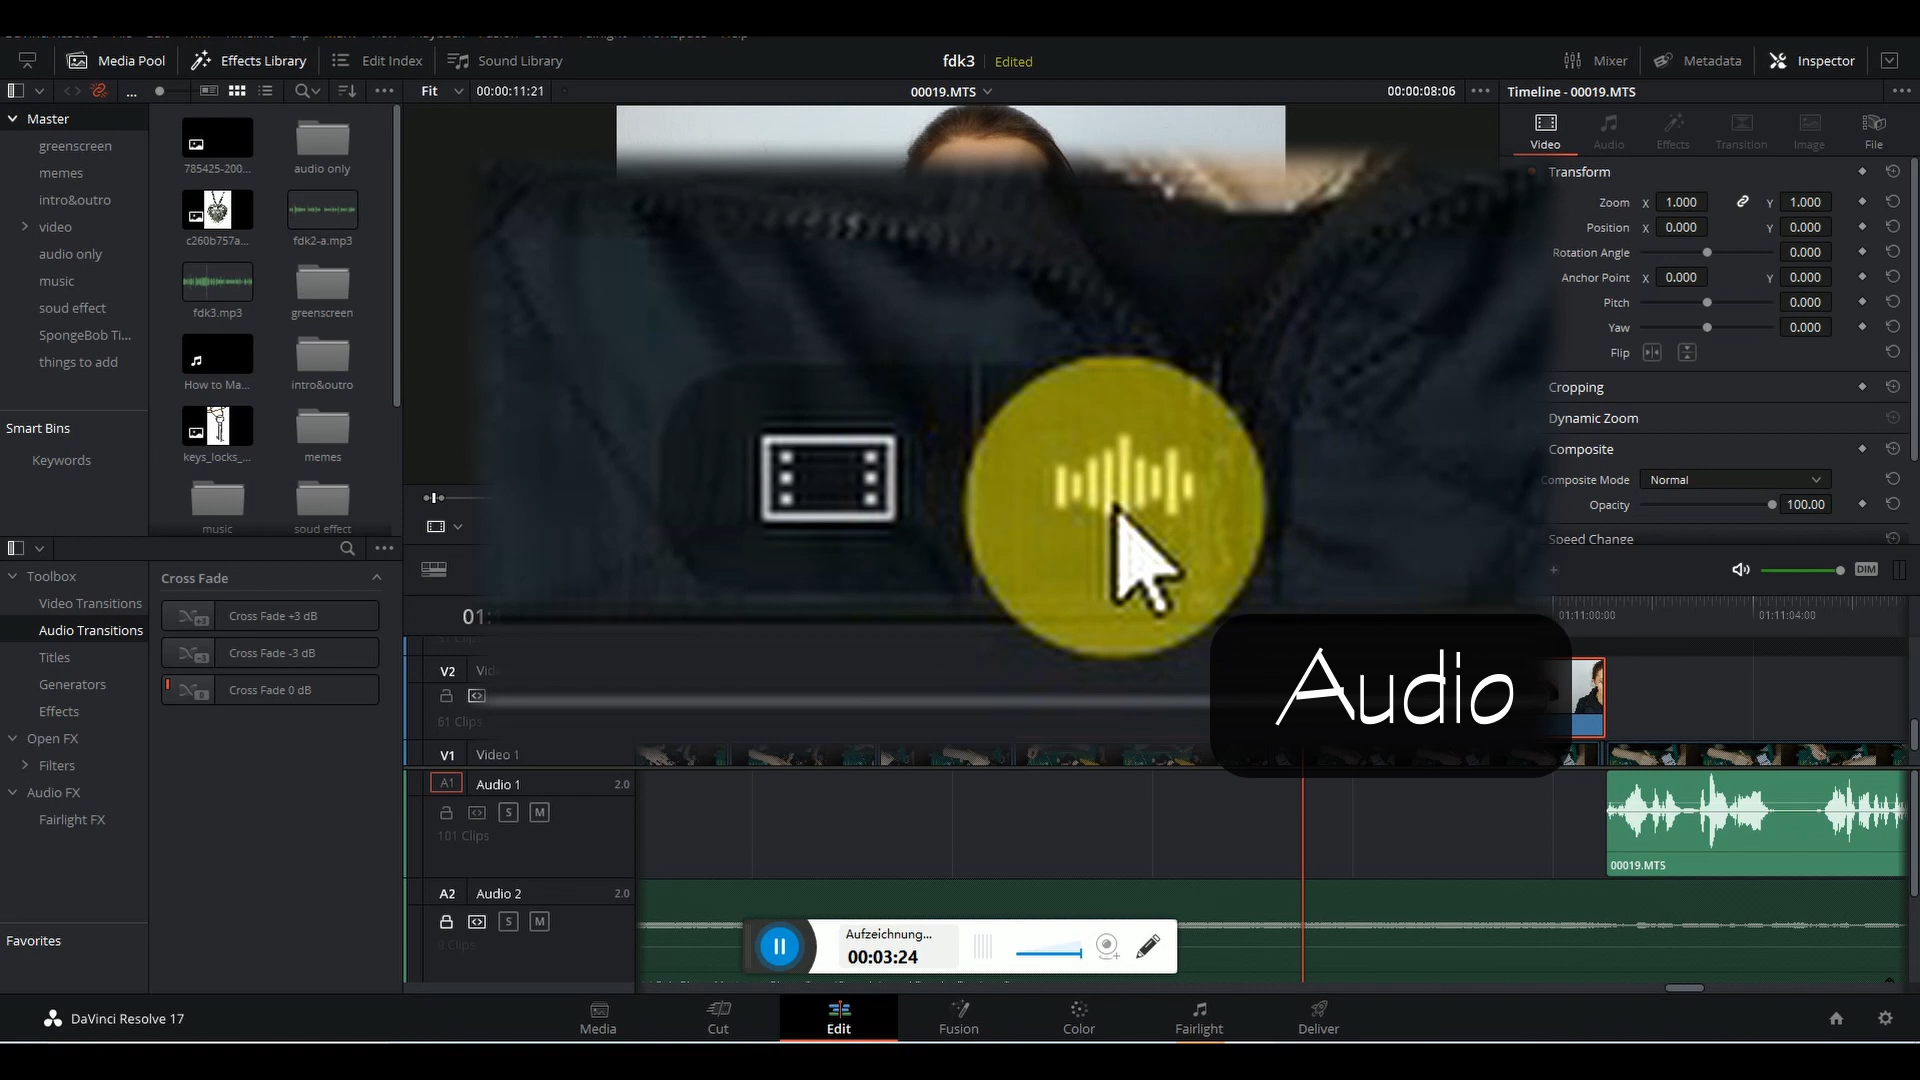 Media Pool
Effects Library
Edit Index
Sound Library
fdk3
Edited
Mixer
Metadata
Inspector
...
Fit
00:00:11:21
00019.MTS
00:00:08:06
Timeline - 00019.MTS
Master
greenscreen
memes
intro&outro
video
audio only
music
soud effect
SpongeBob Ti...
things to add
Smart Bins
Keywords
785425-200...
audio only
c260b757a...
fdk2-a.mp3
fdk3.mp3
greenscreen
How to Ma...
intro&outro
keys_locks_...
memes
music
soud effect
Video
Audio
Effects
Transition
Image
File
Transform
Zoom X 1.000 Y 1.000
Position X 0.000 Y 0.000
Rotation Angle 0.000
Anchor Point X 0.000 Y 0.000
Pitch 0.000
Yaw 0.000
Flip
Cropping
Dynamic Zoom
Composite
Composite Mode Normal
Opacity 100.00
Speed Change
DIM
Toolbox
Video Transitions
Audio Transitions
Titles
Generators
Effects
Open FX
Filters
Audio FX
Fairlight FX
Favorites
Cross Fade
Cross Fade +3 dB
Cross Fade -3 dB
Cross Fade 0 dB
01:
01:11:00:00
01:11:04:00
V2
61 Clips
V1 Video 1
A1 Audio 1 2.0
S M
101 Clips
A2 Audio 2 2.0
S M
Audio
00019.MTS
Aufzeichnung...
00:03:24
DaVinci Resolve 17
Media
Cut
Edit
Fusion
Color
Fairlight
Deliver